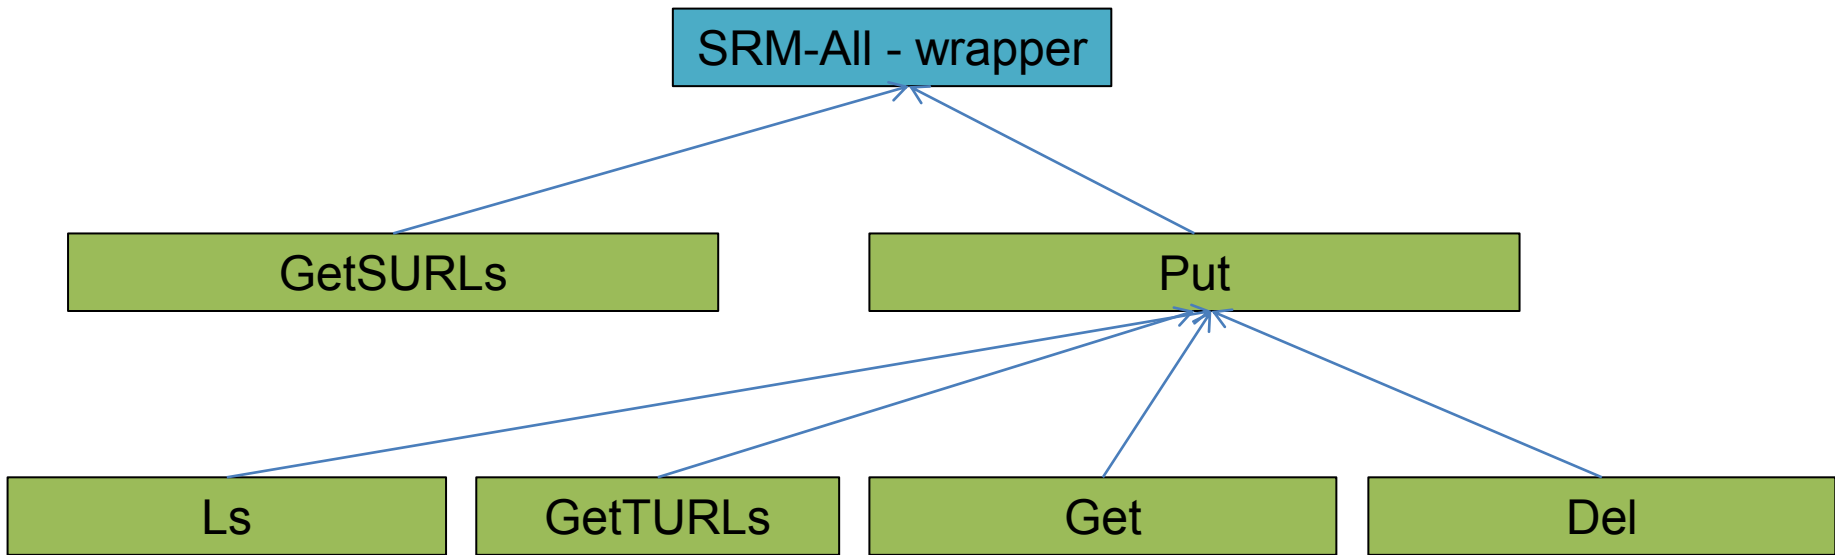 SRM-All - wrapper
GetSURLs
Put
Ls
GetTURLs
Get
Del